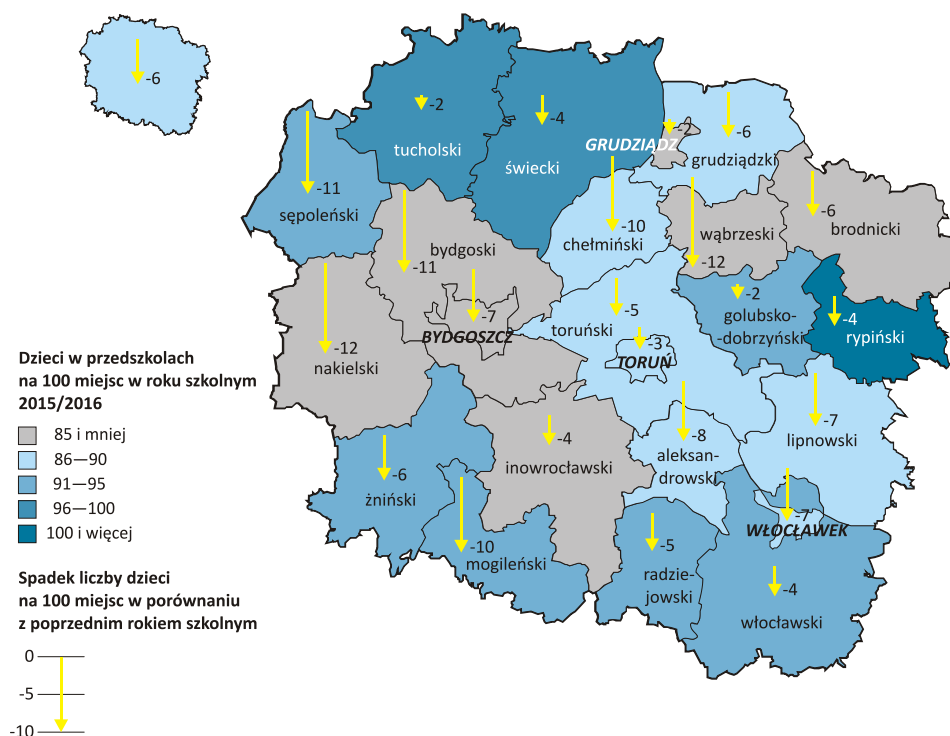 -6
-2
tucholski
-4
świecki
GRUDZIĄDZ
-2
-6
grudziądzki
-11
sępoleński
-10
chełmiński
-12
wąbrzeski
-6
brodnicki
bydgoski
-11
-7
BYDGOSZCZ
-5
toruński
-3
TORUŃ
-2
golubsko-
-dobrzyński
-4
rypiński
-12
nakielski
-8
aleksan-
drowski
-7
lipnowski
-4
inowrocławski
-6
żniński
-10
mogileński
-5
radzie-
jowski
-7
WŁOCŁAWEK
-4
włocławski
Dzieci w przedszkolach
na 100 miejsc w roku szkolnym
2015/2016
85 i mniej
86—90
91—95
96—100
100 i więcej
Spadek liczby dzieci
na 100 miejsc w porównaniu
z poprzednim rokiem szkolnym
0
-5
-10